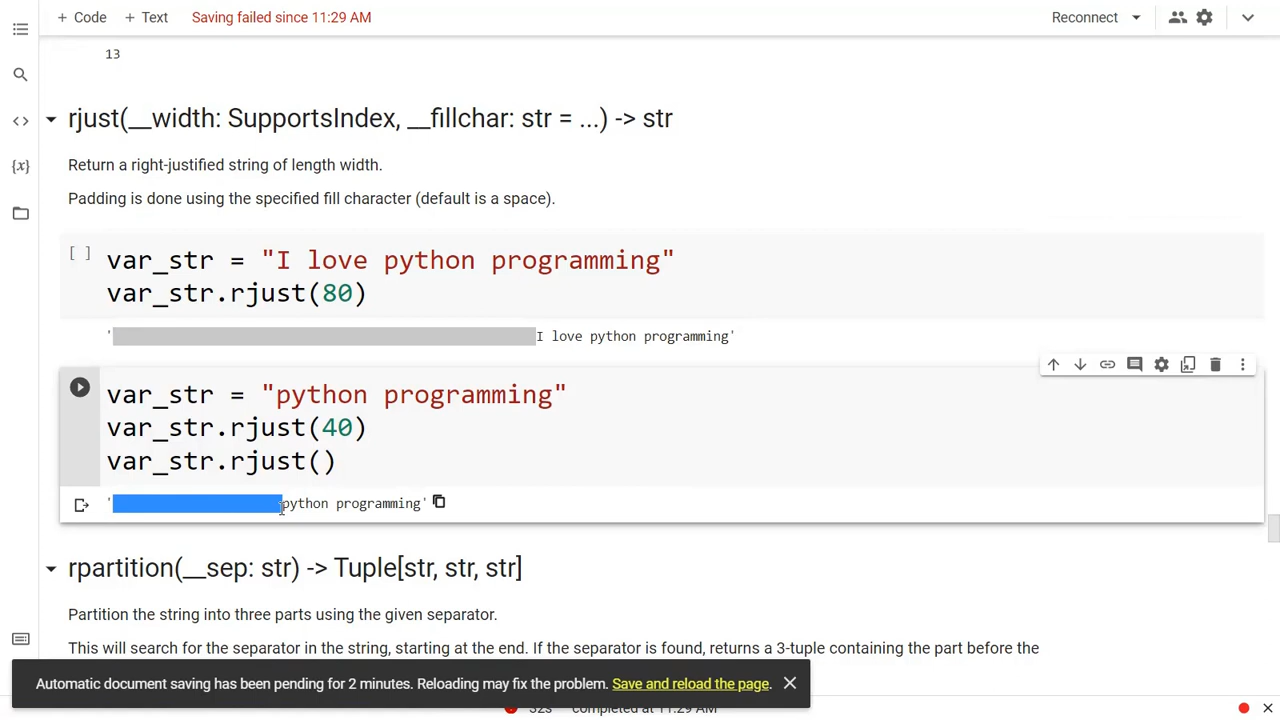 + Code + Text Saving failed since 11:29 AM Reconnect
13
rjust(__width: SupportsIndex, __fillchar: str = ...) -> str
Return a right-justified string of length width.
Padding is done using the specified fill character (default is a space).
[ ] var_str = "I love python programming"
var_str.rjust(80)
' I love python programming'
var_str = "python programming"
var_str.rjust(40)
var_str.rjust()
' python programming'
rpartition(__sep: str) -> Tuple[str, str, str]
Partition the string into three parts using the given separator.
This will search for the separator in the string, starting at the end. If the separator is found, returns a 3-tuple containing the part before the
Automatic document saving has been pending for 2 minutes. Reloading may fix the problem. Save and reload the page.
32s completed at 11:29 AM